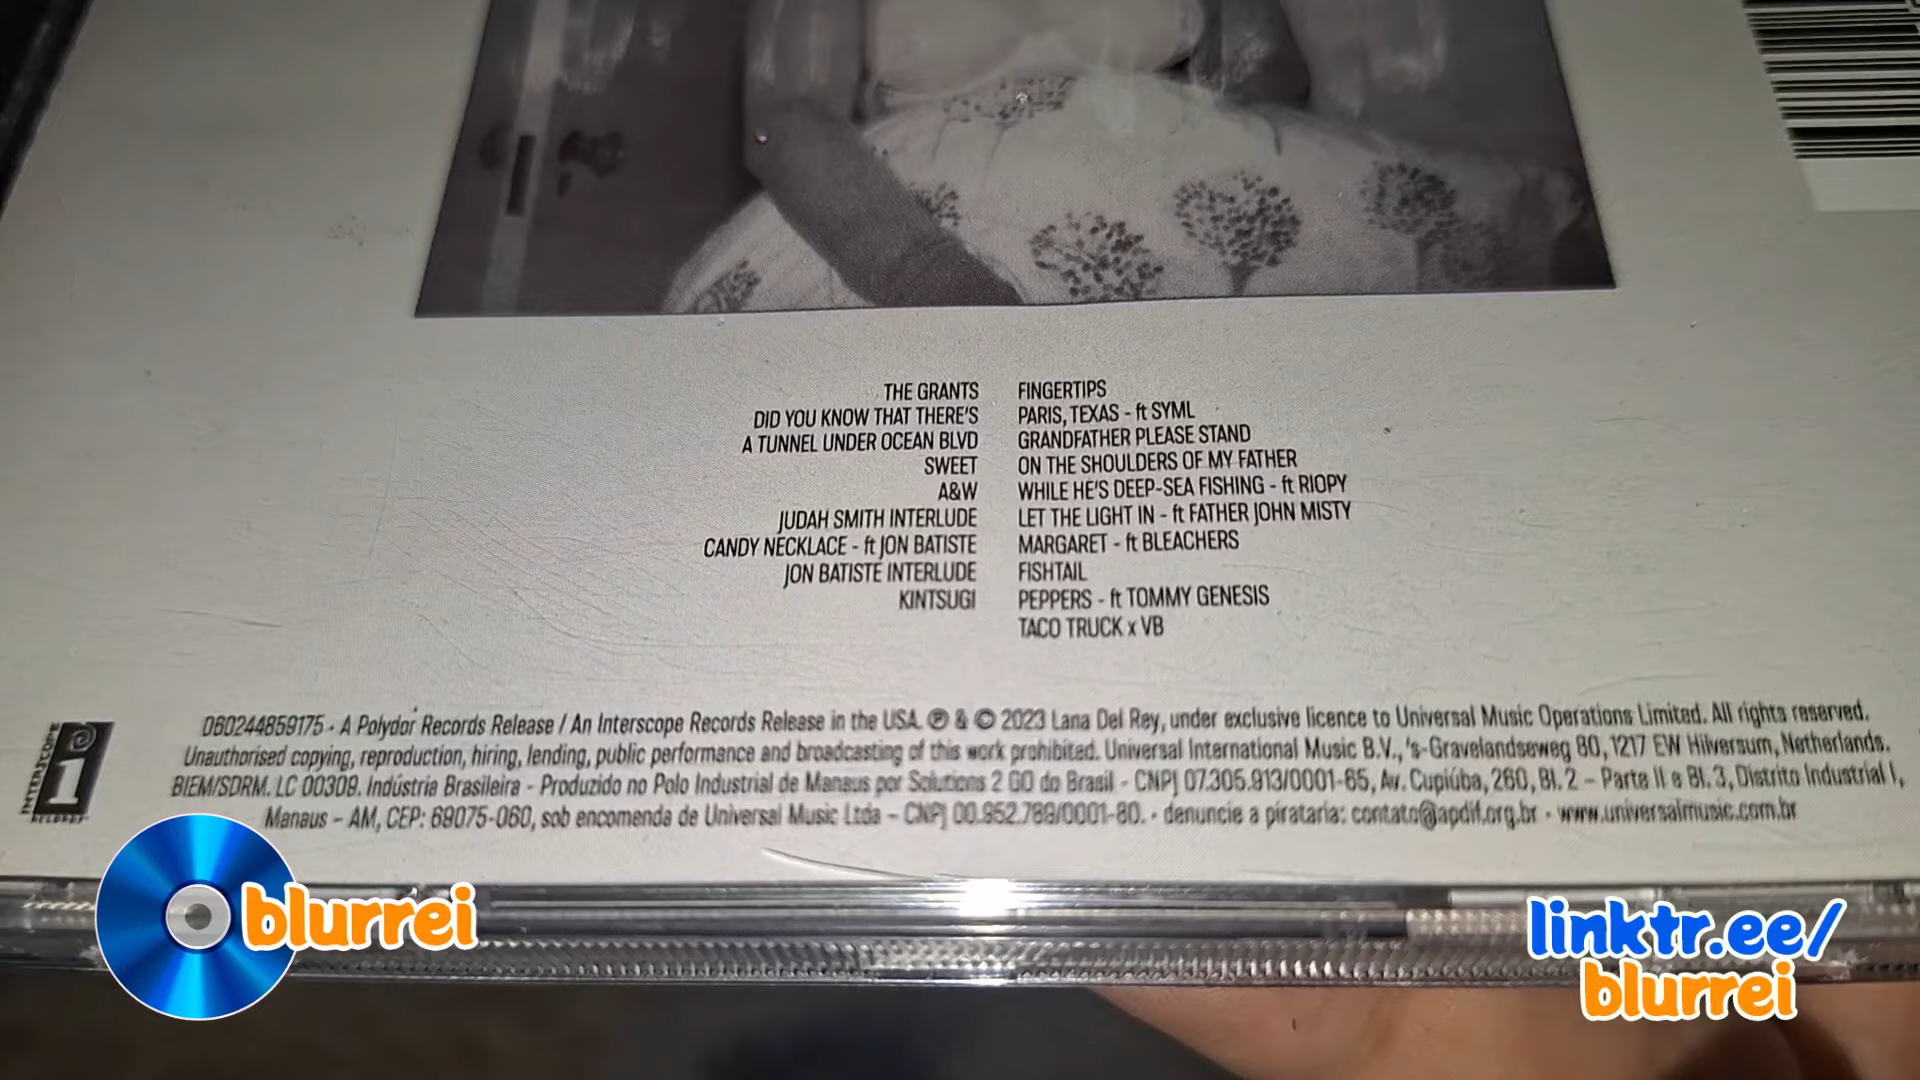 THE GRANTS
DID YOU KNOW THAT THERE'S
A TUNNEL UNDER OCEAN BLVD
SWEET
A&W
JUDAH SMITH INTERLUDE
CANDY NECKLACE - ft JON BATISTE
JON BATISTE INTERLUDE
KINTSUGI
FINGERTIPS
PARIS, TEXAS - ft SYML
GRANDFATHER PLEASE STAND
ON THE SHOULDERS OF MY FATHER
WHILE HE'S DEEP-SEA FISHING - ft RIOPY
LET THE LIGHT IN - ft FATHER JOHN MISTY
MARGARET - ft BLEACHERS
FISHTAIL
PEPPERS - ft TOMMY GENESIS
TACO TRUCK x VB
060244859175 • A Polydor Records Release / An Interscope Records Release in the USA. ℗ & © 2023 Lana Del Rey, under exclusive licence to Universal Music Operations Limited. All rights reserved.
Unauthorised copying, reproduction, hiring, lending, public performance and broadcasting of this work prohibited. Universal International Music B.V., 's-Gravelandseweg 80, 1217 EW Hilversum, Netherlands.
BIEM/SDRM. LC 00309. Indústria Brasileira - Produzido no Polo Industrial de Manaus por Solutions 2 GO do Brasil - CNPJ 07.305.913/0001-65, Av. Cupiúba, 260, Bl. 2 – Parte II e Bl. 3, Distrito Industrial I,
Manaus – AM, CEP: 69075-060, sob encomenda de Universal Music Ltda – CNPJ 00.952.789/0001-80. • denuncie a pirataria: contato@apdif.org.br • www.universalmusic.com.br
INTERSCOPE
RECORDS
blurrei
linktr.ee/
blurrei